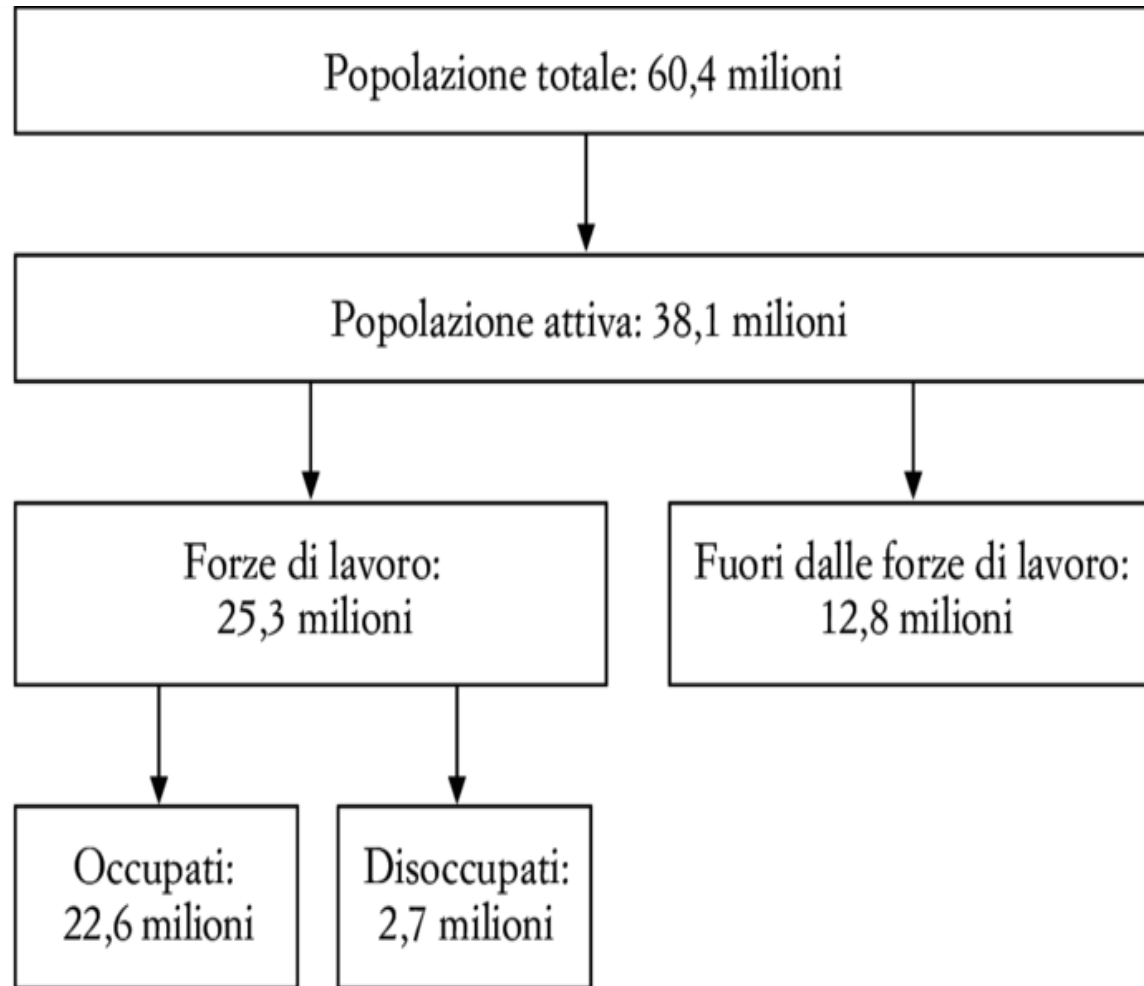 Popolazione totale: 60,4 milioni
Popolazione attiva: 38,1 milioni
Forze di lavoro:
25,3 milioni
Fuori dalle forze di lavoro:
12,8 milioni
Occupati:
22,6 milioni
Disoccupati:
2,7 milioni